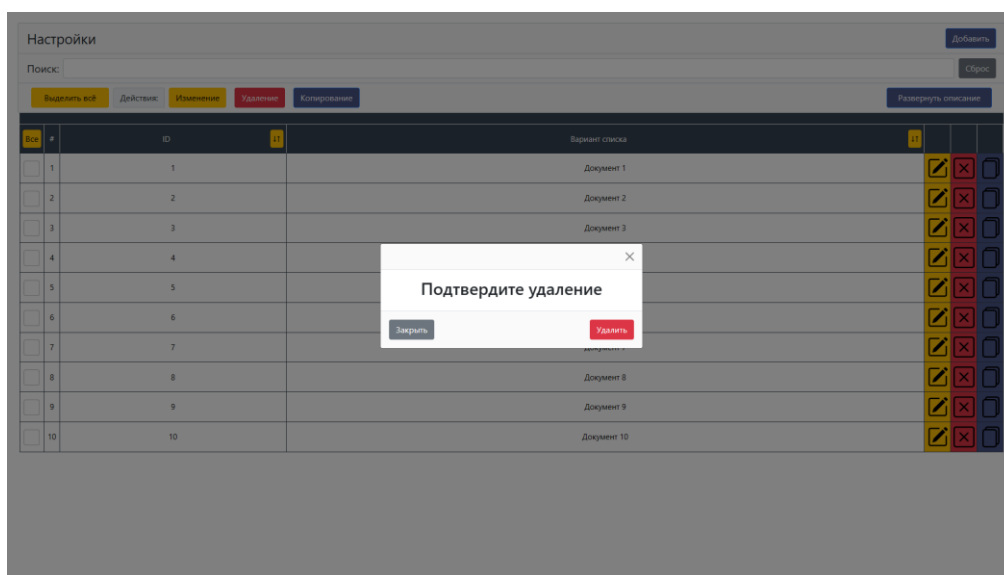 Настройки Добавить
Поиск: Сброс
Выделить всё Действия: Изменение Удаление Копирование Развернуть описание
Все # ID Вариант списка
1 1 Документ 1
2 2 Документ 2
3 3 Документ 3
4 4
5 5
6 6
7 7
8 8 Документ 8
9 9 Документ 9
10 10 Документ 10
Подтвердите удаление
Закрыть Удалить